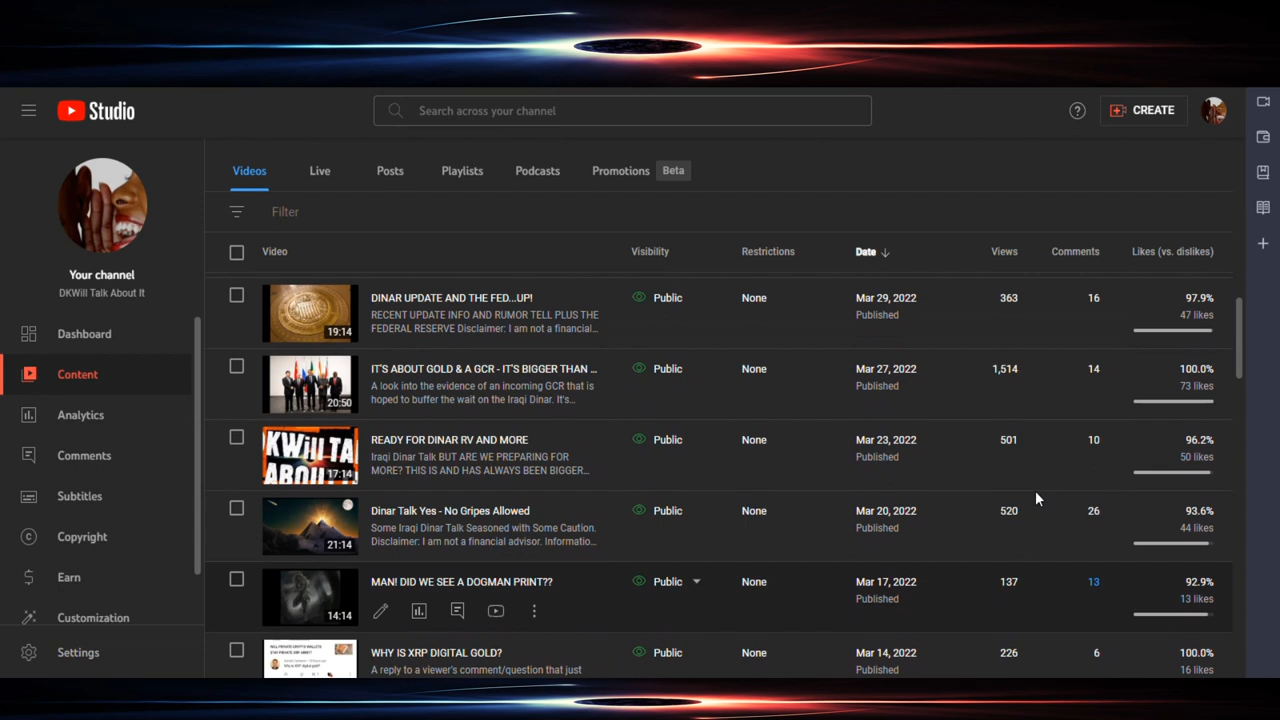 Studio
Search across your channel
CREATE
Your channel
DKWill Talk About It
Dashboard
Content
Analytics
Comments
Subtitles
Copyright
Earn
Customization
Settings
Videos
Live
Posts
Playlists
Podcasts
Promotions
Beta
Filter
Video
Visibility
Restrictions
Date
Views
Comments
Likes (vs. dislikes)
19:14
DINAR UPDATE AND THE FED...UP!
RECENT UPDATE INFO AND RUMOR TELL PLUS THE
FEDERAL RESERVE Disclaimer: I am not a financial...
Public
None
Mar 29, 2022
Published
363
16
97.9%
47 likes
20:50
IT'S ABOUT GOLD & A GCR - IT'S BIGGER THAN ...
A look into the evidence of an incoming GCR that is
hoped to buffer the wait on the Iraqi Dinar. It's...
Public
None
Mar 27, 2022
Published
1,514
14
100.0%
73 likes
KWill TA
ABOU
17:14
READY FOR DINAR RV AND MORE
Iraqi Dinar Talk BUT ARE WE PREPARING FOR
MORE? THIS IS AND HAS ALWAYS BEEN BIGGER...
Public
None
Mar 23, 2022
Published
501
10
96.2%
50 likes
21:14
Dinar Talk Yes - No Gripes Allowed
Some Iraqi Dinar Talk Seasoned with Some Caution.
Disclaimer: I am not a financial advisor. Informatio...
Public
None
Mar 20, 2022
Published
520
26
93.6%
44 likes
14:14
MAN! DID WE SEE A DOGMAN PRINT??
Public
None
Mar 17, 2022
Published
137
13
92.9%
13 likes
WHY IS XRP DIGITAL GOLD?
A reply to a viewer's comment/question that just
Public
None
Mar 14, 2022
Published
226
6
100.0%
16 likes